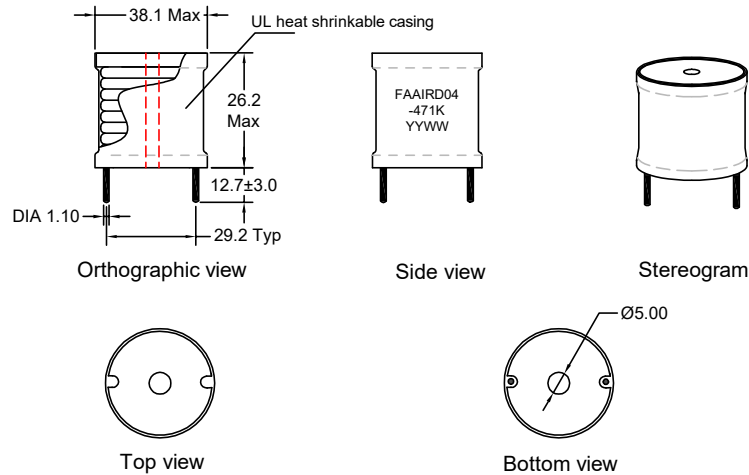 38.1 Max
UL heat shrinkable casing
26.2
Max
12.7±3.0
DIA 1.10
29.2 Typ
Orthographic view
FAAIRD04
-471K
YYWW
Side view
Stereogram
Top view
Ø5.00
Bottom view